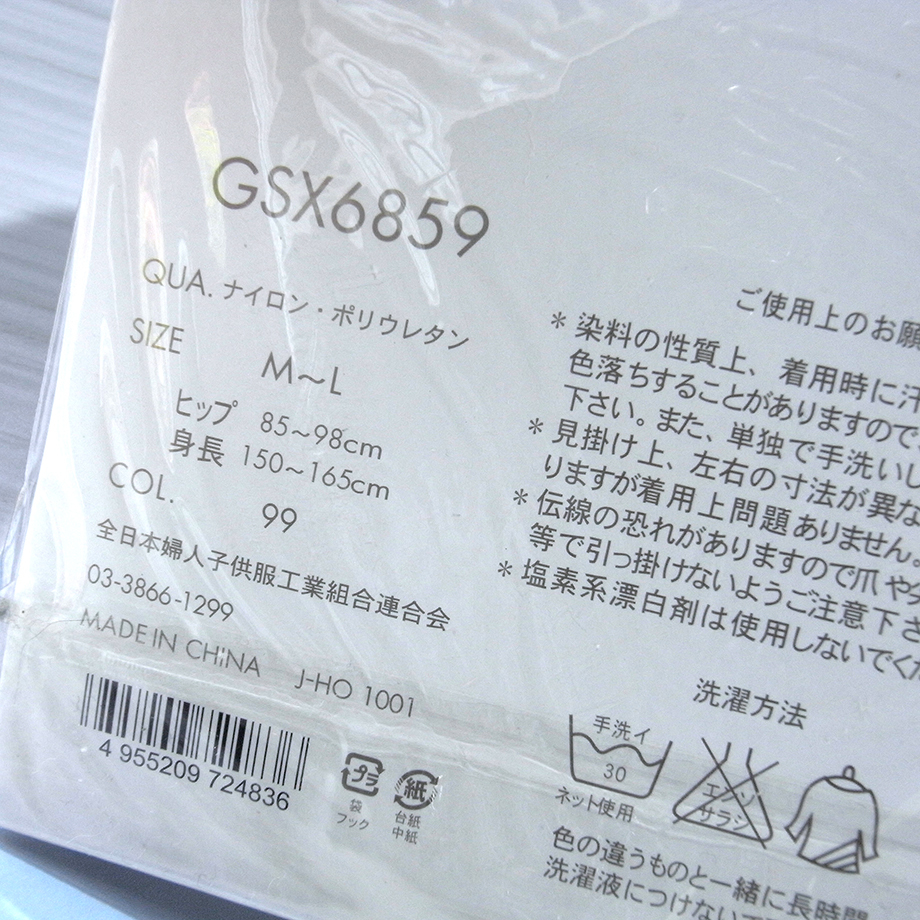 GSX6859
QUA. ナイロン・ポリウレタン
SIZE
M~L
ヒップ 85~98cm
身長 150~165cm
COL.
99
全日本婦人子供服工業組合連合会
03-3866-1299
MADE IN CHINA J-HO 1001
4 955209 724836
プラ
袋
フック
紙
台紙
中紙
ご使用上のお願
*染料の性質上、着用時に汗
色落ちすることがありますので、
下さい。また、単独で手洗いし
*見掛け上、左右の寸法が異な
りますが着用上問題ありません。
*伝線の恐れがありますので爪や
等で引っ掛けないようご注意下さ
*塩素系漂白剤は使用しないでくだ
洗濯方法
手洗イ
30
ネット使用
エンソ
サラシ
色の違うものと一緒に長時間
洗濯液につけない